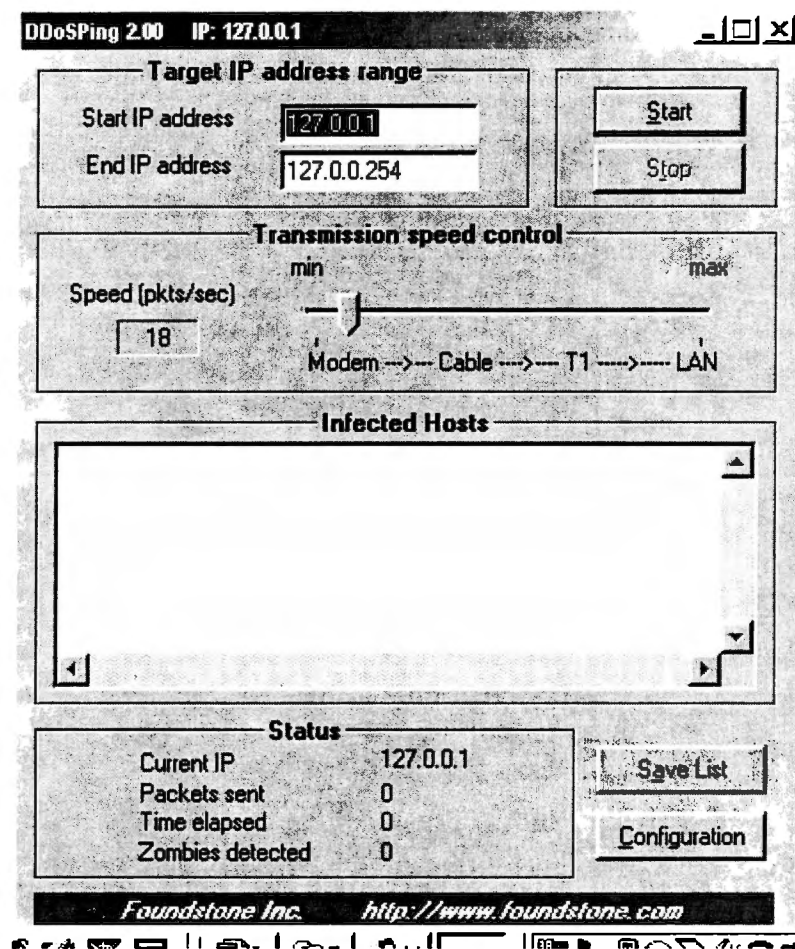 DDoSPing 2.00 IP: 127.0.0.1
Target IP address range
Start IP address 127.0.0.1
End IP address 127.0.0.254
Start
Stop
Transmission speed control
min max
Speed (pkts/sec)
18
Modem --->--- Cable ---->---- T1 ----->----- LAN
Infected Hosts
Status
Current IP 127.0.0.1
Packets sent 0
Time elapsed 0
Zombies detected 0
Save List
Configuration
Foundstone Inc. http://www.foundstone.com